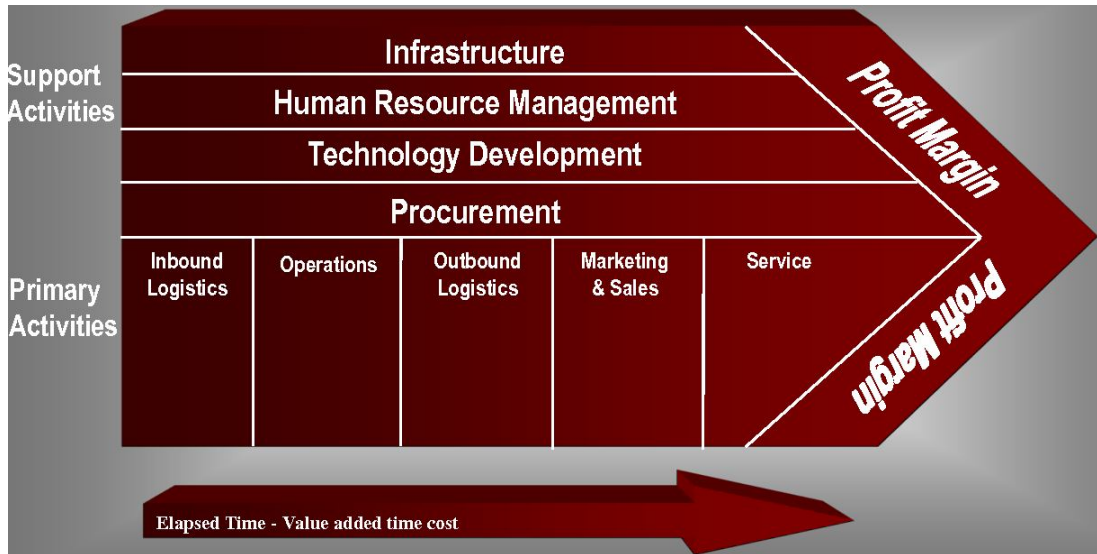 Support
Activities
Infrastructure
Human Resource Management
Technology Development
Procurement
Profit Margin
Primary
Activities
Inbound
Logistics
Operations
Outbound
Logistics
Marketing
& Sales
Service
Profit Margin
Elapsed Time - Value added time cost